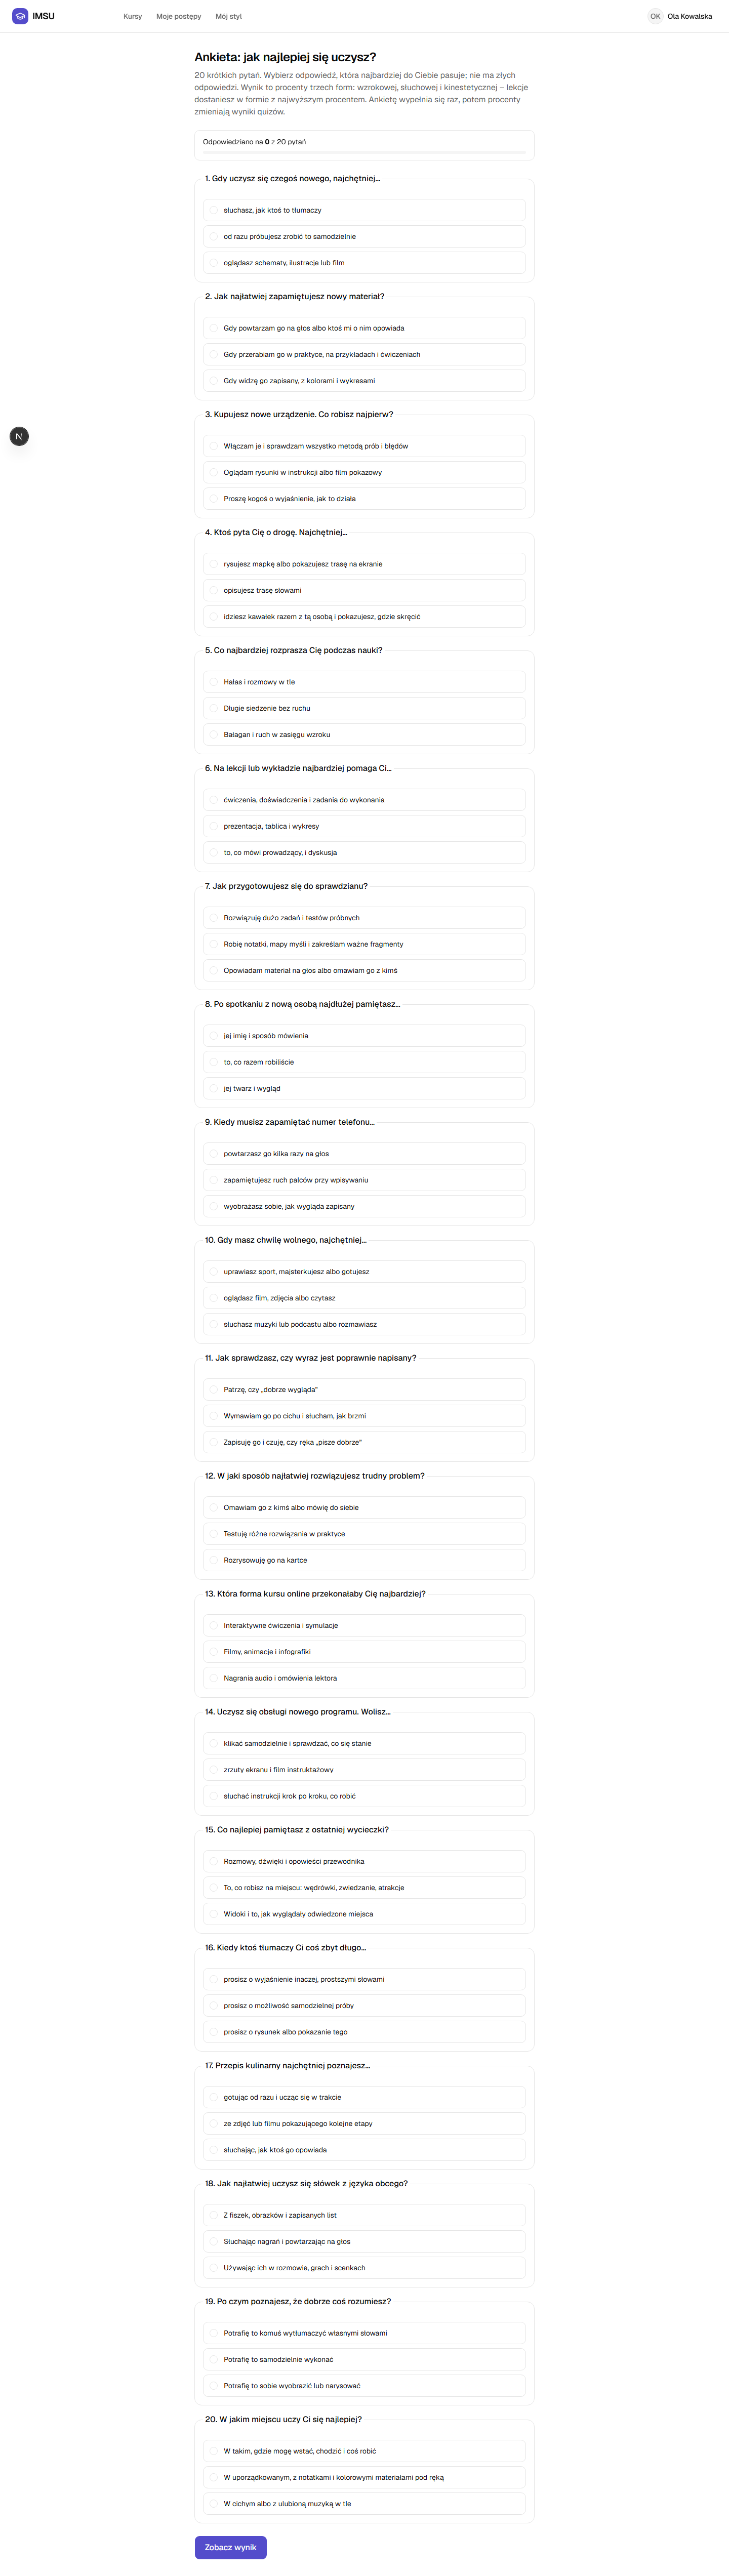 IMSU
Kursy
Moje postępy
Mój styl
OK
Ola Kowalska
Ankieta: jak najlepiej się uczysz?
20 krótkich pytań. Wybierz odpowiedź, która najbardziej do Ciebie pasuje; nie ma złych
odpowiedzi. Wynik to procenty trzech form: wzrokowej, słuchowej i kinestetycznej – lekcje
dostaniesz w formie z najwyższym procentem. Ankietę wypełnia się raz, potem procenty
zmieniają wyniki quizów.
Odpowiedziano na 0 z 20 pytań
1. Gdy uczysz się czegoś nowego, najchętniej...
słuchasz, jak ktoś to tłumaczy
od razu próbujesz zrobić to samodzielnie
oglądasz schematy, ilustracje lub film
2. Jak najłatwiej zapamiętujesz nowy materiał?
Gdy powtarzam go na głos albo ktoś mi o nim opowiada
Gdy przerabiam go w praktyce, na przykładach i ćwiczeniach
Gdy widzę go zapisany, z kolorami i wykresami
3. Kupujesz nowe urządzenie. Co robisz najpierw?
Włączam je i sprawdzam wszystko metodą prób i błędów
Oglądam rysunki w instrukcji albo film pokazowy
Proszę kogoś o wyjaśnienie, jak to działa
4. Ktoś pyta Cię o drogę. Najchętniej...
rysujesz mapkę albo pokazujesz trasę na ekranie
opisujesz trasę słowami
idziesz kawałek razem z tą osobą i pokazujesz, gdzie skręcić
5. Co najbardziej rozprasza Cię podczas nauki?
Hałas i rozmowy w tle
Długie siedzenie bez ruchu
Bałagan i ruch w zasięgu wzroku
6. Na lekcji lub wykładzie najbardziej pomaga Ci...
ćwiczenia, doświadczenia i zadania do wykonania
prezentacja, tablica i wykresy
to, co mówi prowadzący, i dyskusja
7. Jak przygotowujesz się do sprawdzianu?
Rozwiązuję dużo zadań i testów próbnych
Robię notatki, mapy myśli i zakreślam ważne fragmenty
Opowiadam materiał na głos albo omawiam go z kimś
8. Po spotkaniu z nową osobą najdłużej pamiętasz...
jej imię i sposób mówienia
to, co razem robiliście
jej twarz i wygląd
9. Kiedy musisz zapamiętać numer telefonu...
powtarzasz go kilka razy na głos
zapamiętujesz ruch palców przy wpisywaniu
wyobrażasz sobie, jak wygląda zapisany
10. Gdy masz chwilę wolnego, najchętniej...
uprawiasz sport, majsterkujesz albo gotujesz
oglądasz film, zdjęcia albo czytasz
słuchasz muzyki lub podcastu albo rozmawiasz
11. Jak sprawdzasz, czy wyraz jest poprawnie napisany?
Patrzę, czy „dobrze wygląda”
Wymawiam go po cichu i słucham, jak brzmi
Zapisuję go i czuję, czy ręka „pisze dobrze”
12. W jaki sposób najłatwiej rozwiązujesz trudny problem?
Omawiam go z kimś albo mówię do siebie
Testuję różne rozwiązania w praktyce
Rozrysowuję go na kartce
13. Która forma kursu online przekonałaby Cię najbardziej?
Interaktywne ćwiczenia i symulacje
Filmy, animacje i infografiki
Nagrania audio i omówienia lektora
14. Uczysz się obsługi nowego programu. Wolisz...
klikać samodzielnie i sprawdzać, co się stanie
zrzuty ekranu i film instruktażowy
słuchać instrukcji krok po kroku, co robić
15. Co najlepiej pamiętasz z ostatniej wycieczki?
Rozmowy, dźwięki i opowieści przewodnika
To, co robisz na miejscu: wędrówki, zwiedzanie, atrakcje
Widoki i to, jak wyglądały odwiedzone miejsca
16. Kiedy ktoś tłumaczy Ci coś zbyt długo...
prosisz o wyjaśnienie inaczej, prostszymi słowami
prosisz o możliwość samodzielnej próby
prosisz o rysunek albo pokazanie tego
17. Przepis kulinarny najchętniej poznajesz...
gotując od razu i ucząc się w trakcie
ze zdjęć lub filmu pokazującego kolejne etapy
słuchając, jak ktoś go opowiada
18. Jak najłatwiej uczysz się słówek z języka obcego?
Z fiszek, obrazków i zapisanych list
Słuchając nagrań i powtarzając na głos
Używając ich w rozmowie, grach i scenkach
19. Po czym poznajesz, że dobrze coś rozumiesz?
Potrafię to komuś wytłumaczyć własnymi słowami
Potrafię to samodzielnie wykonać
Potrafię to sobie wyobrazić lub narysować
20. W jakim miejscu uczy Ci się najlepiej?
W takim, gdzie mogę wstać, chodzić i coś robić
W uporządkowanym, z notatkami i kolorowymi materiałami pod ręką
W cichym albo z ulubioną muzyką w tle
Zobacz wynik